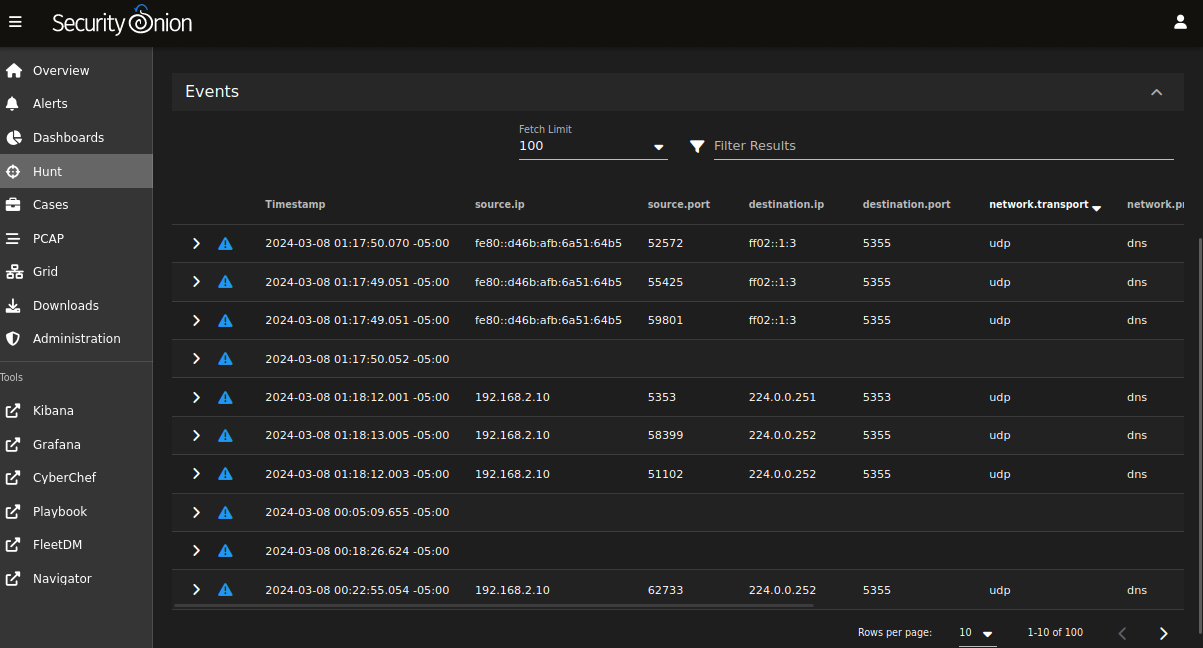 Security Onion
Overview
Alerts
Dashboards
Hunt
Cases
PCAP
Grid
Downloads
Administration
Tools
Kibana
Grafana
CyberChef
Playbook
FleetDM
Navigator
Events
Fetch Limit
100
Filter Results
Timestamp source.ip source.port destination.ip destination.port network.transport network.pr
2024-03-08 01:17:50.070 -05:00 fe80::d46b:afb:6a51:64b5 52572 ff02::1:3 5355 udp dns
2024-03-08 01:17:49.051 -05:00 fe80::d46b:afb:6a51:64b5 55425 ff02::1:3 5355 udp dns
2024-03-08 01:17:49.051 -05:00 fe80::d46b:afb:6a51:64b5 59801 ff02::1:3 5355 udp dns
2024-03-08 01:17:50.052 -05:00
2024-03-08 01:18:12.001 -05:00 192.168.2.10 5353 224.0.0.251 5353 udp dns
2024-03-08 01:18:13.005 -05:00 192.168.2.10 58399 224.0.0.252 5355 udp dns
2024-03-08 01:18:12.003 -05:00 192.168.2.10 51102 224.0.0.252 5355 udp dns
2024-03-08 00:05:09.655 -05:00
2024-03-08 00:18:26.624 -05:00
2024-03-08 00:22:55.054 -05:00 192.168.2.10 62733 224.0.0.252 5355 udp dns
Rows per page: 10 1-10 of 100